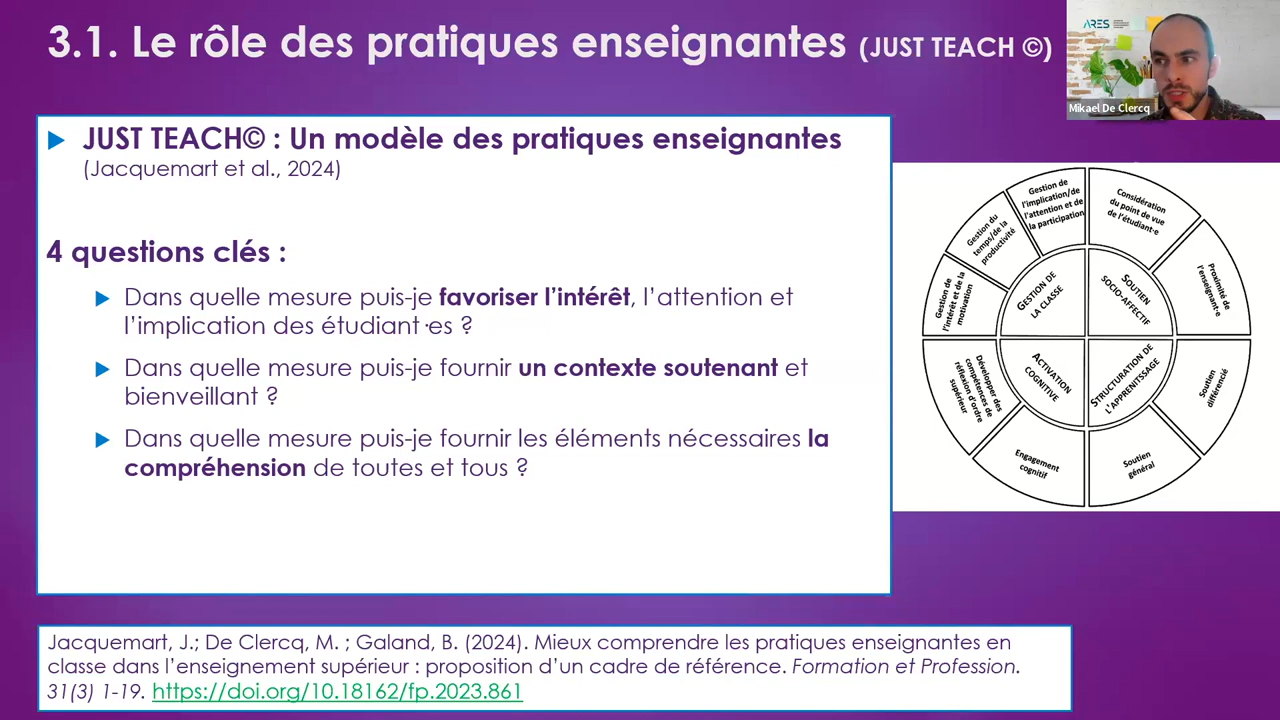 3.1. Le rôle des pratiques enseignantes (JUST TEACH ©)
ARES
Mikael De Clercq
JUST TEACH© : Un modèle des pratiques enseignantes
(Jacquemart et al., 2024)
4 questions clés :
Dans quelle mesure puis-je favoriser l'intérêt, l'attention et
l'implication des étudiant·es ?
Dans quelle mesure puis-je fournir un contexte soutenant et
bienveillant ?
Dans quelle mesure puis-je fournir les éléments nécessaires la
compréhension de toutes et tous ?
Gestion de
l'implication/de
l'attention et de
la participation
Considération
du point de vue
de l'étudiant·e
Gestion du
temps/de la
productivité
Proximité de
l'enseignant·e
Gestion de
l'intérêt et de la
motivation
GESTION DE
LA CLASSE
SOUTIEN
SOCIO-AFFECTIF
ACTIVATION
COGNITIVE
STRUCTURATION DE
L'APPRENITSSAGE
Développer des
compétences de
réflexion d'ordre
supérieur
Soutien
différencié
Engagement
cognitif
Soutien
général
Jacquemart, J.; De Clercq, M. ; Galand, B. (2024). Mieux comprendre les pratiques enseignantes en
classe dans l'enseignement supérieur : proposition d'un cadre de référence. Formation et Profession.
31(3) 1-19. https://doi.org/10.18162/fp.2023.861